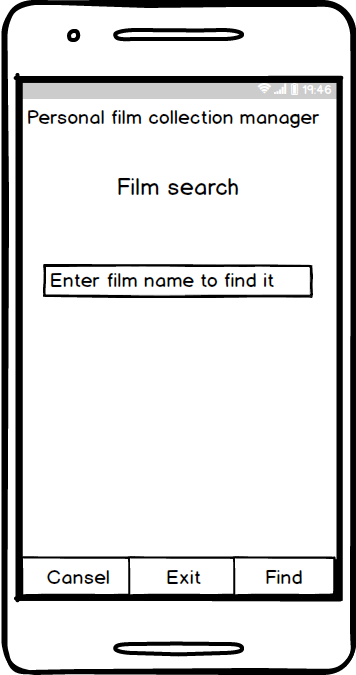 19:46
Personal film collection manager
Film search
Enter film name to find it
Cansel Exit Find